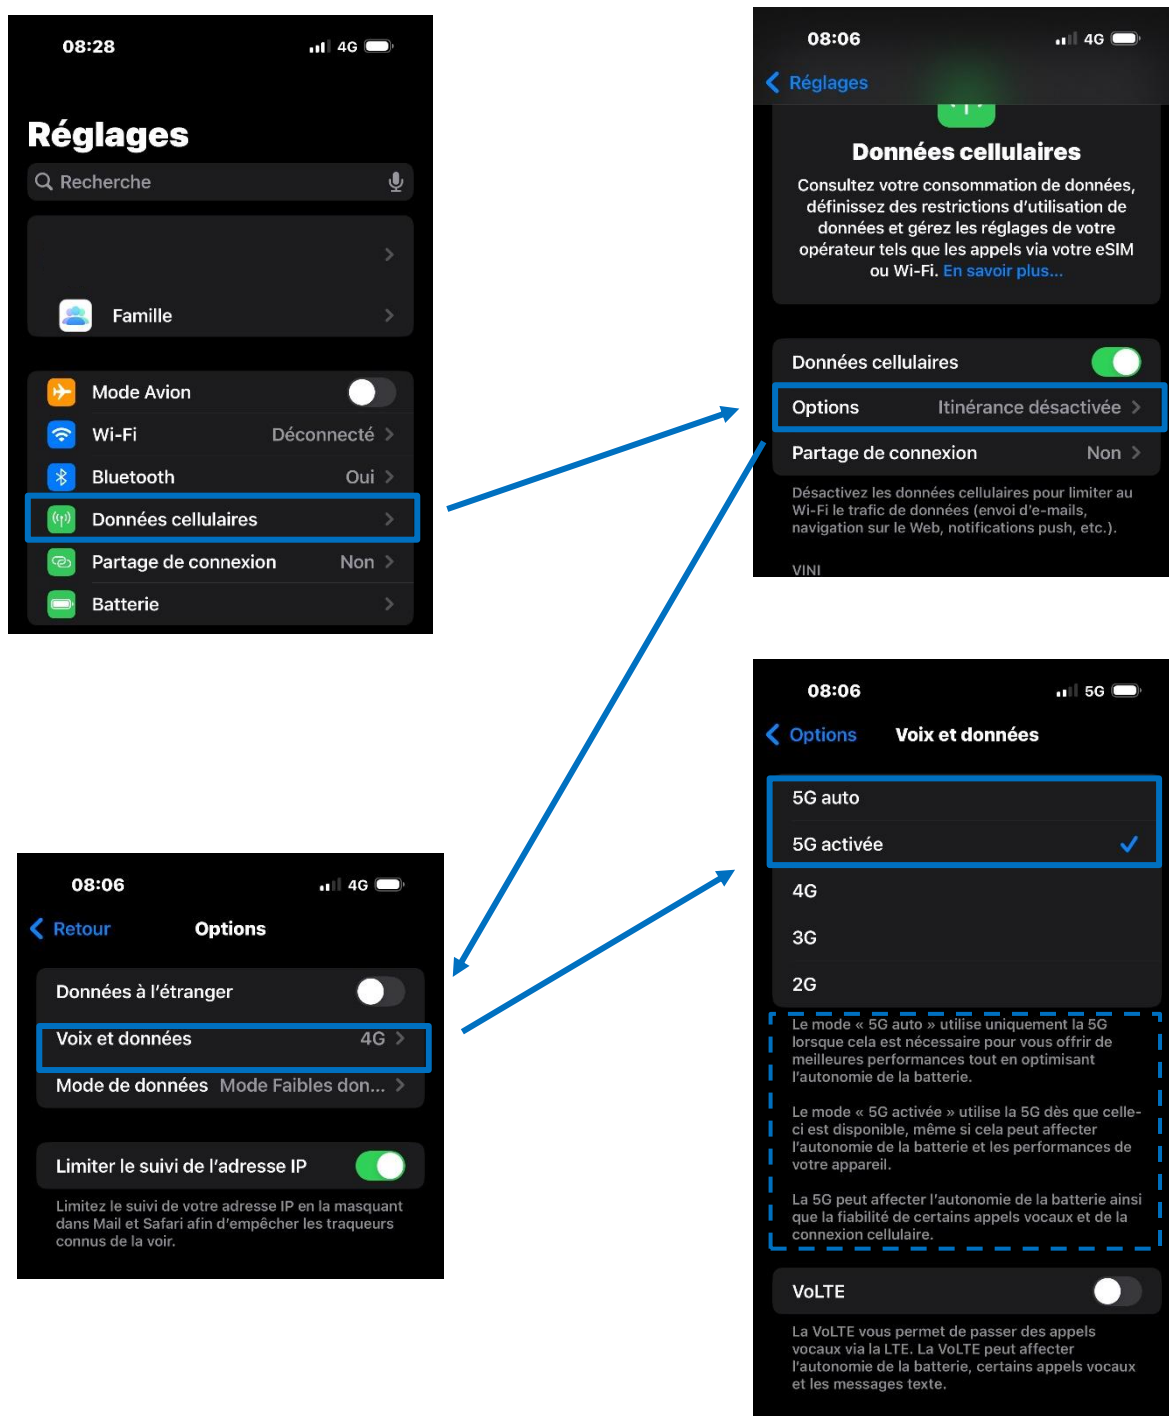 08:28
4G
Réglages
Recherche
Famille
Mode Avion
Wi-Fi Déconnecté
Bluetooth Oui
Données cellulaires
Partage de connexion Non
Batterie
08:06
4G
Réglages
Données cellulaires
Consultez votre consommation de données,
définissez des restrictions d'utilisation de
données et gérez les réglages de votre
opérateur tels que les appels via votre eSIM
ou Wi-Fi. En savoir plus...
Données cellulaires
Options Itinérance désactivée
Partage de connexion Non
Désactivez les données cellulaires pour limiter au
Wi-Fi le trafic de données (envoi d'e-mails,
navigation sur le Web, notifications push, etc.).
VINI
08:06
4G
Retour Options
Données à l'étranger
Voix et données 4G
Mode de données Mode Faibles don...
Limiter le suivi de l'adresse IP
Limitez le suivi de votre adresse IP en la masquant
dans Mail et Safari afin d'empêcher les traqueurs
connus de la voir.
08:06
5G
Options Voix et données
5G auto
5G activée
4G
3G
2G
Le mode « 5G auto » utilise uniquement la 5G
lorsque cela est nécessaire pour vous offrir de
meilleures performances tout en optimisant
l'autonomie de la batterie.
Le mode « 5G activée » utilise la 5G dès que celle-
ci est disponible, même si cela peut affecter
l'autonomie de la batterie et les performances de
votre appareil.
La 5G peut affecter l'autonomie de la batterie ainsi
que la fiabilité de certains appels vocaux et de la
connexion cellulaire.
VoLTE
La VoLTE vous permet de passer des appels
vocaux via la LTE. La VoLTE peut affecter
l'autonomie de la batterie, certains appels vocaux
et les messages texte.